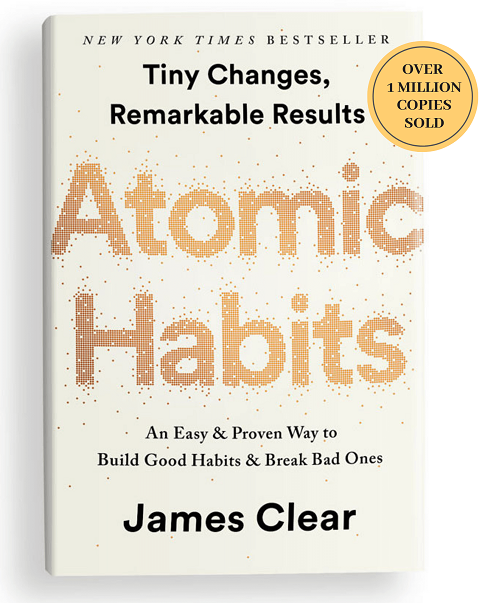 NEW YORK TIMES BESTSELLER
Tiny Changes,
Remarkable Results
OVER
1 MILLION
COPIES
SOLD
Atomic
Habits
An Easy & Proven Way to
Build Good Habits & Break Bad Ones
James Clear